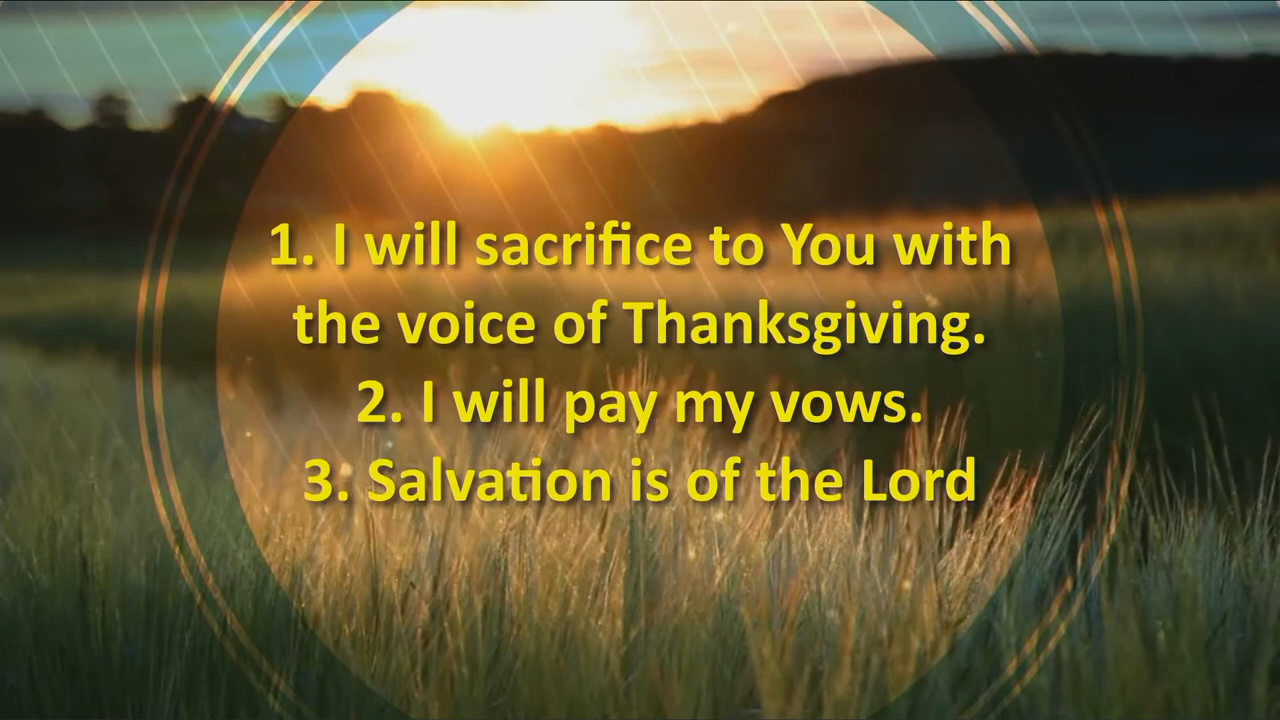 1. I will sacrifice to You with
the voice of Thanksgiving.
2. I will pay my vows.
3. Salvation is of the Lord